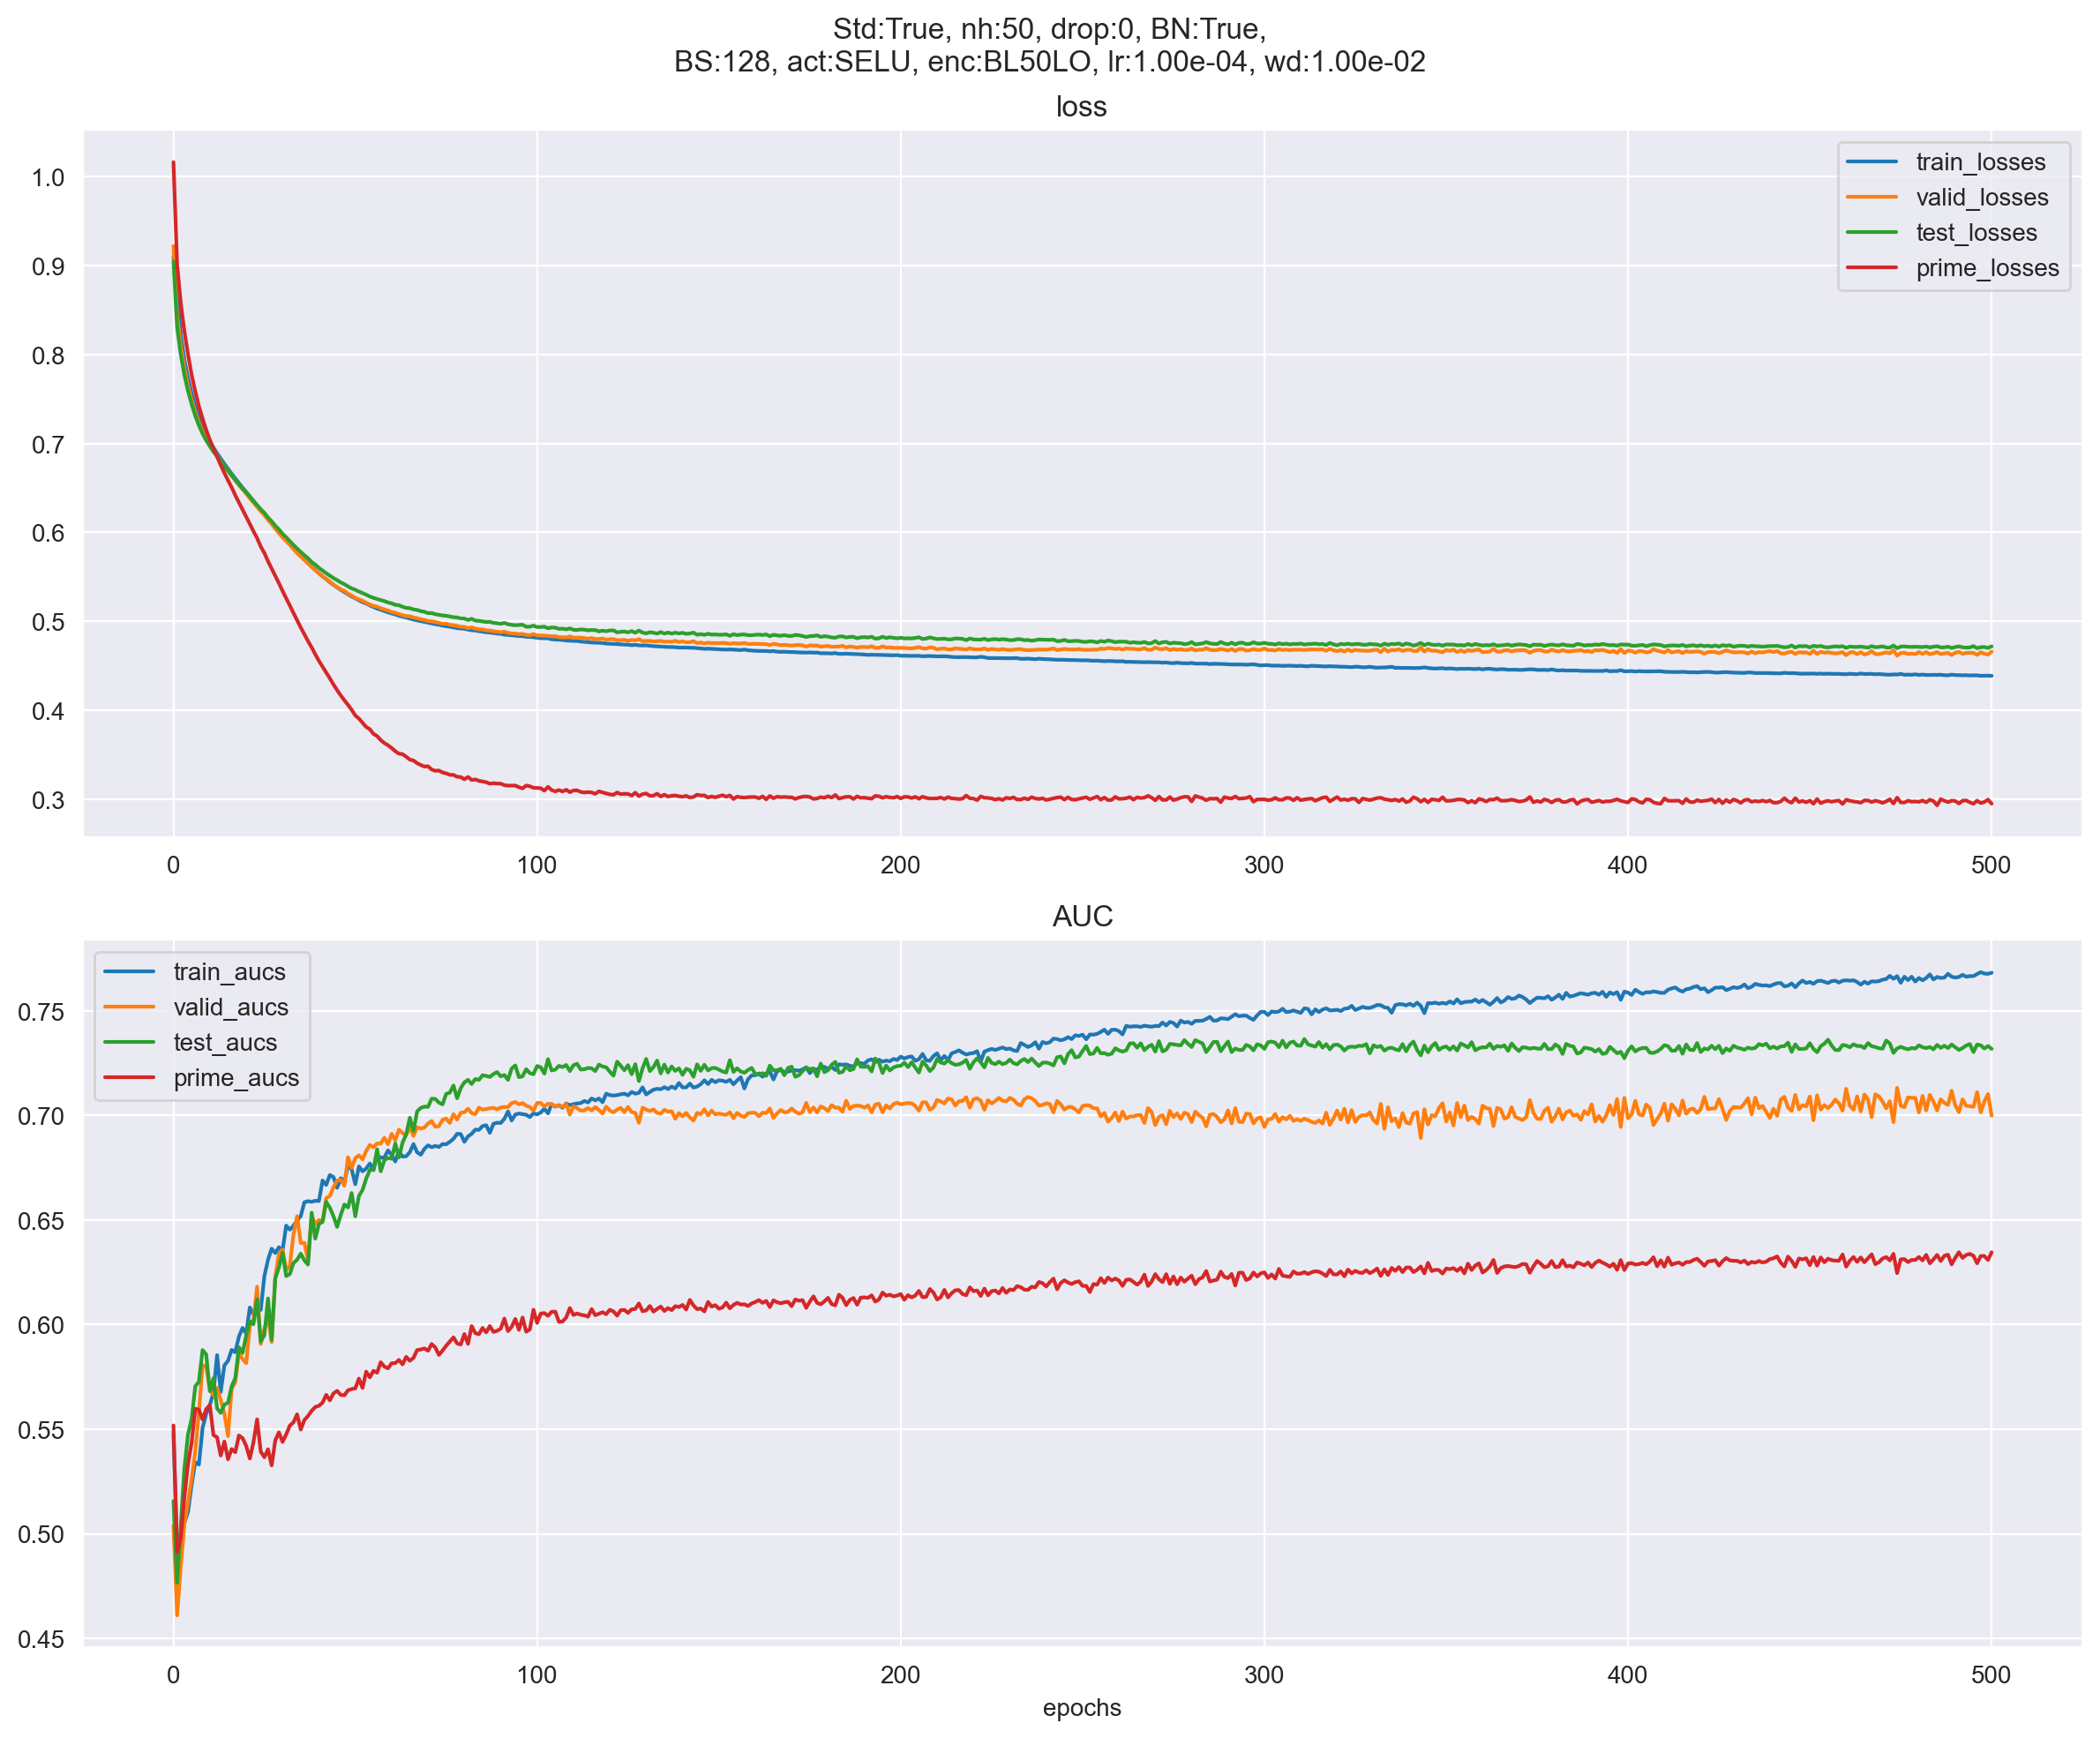 Std:True, nh:50, drop:0, BN:True,
BS:128, act:SELU, enc:BL50LO, lr:1.00e-04, wd:1.00e-02
loss
1.0
0.9
0.8
0.7
0.6
0.5
0.4
0.3
train_losses
valid_losses
test_losses
prime_losses
0 100 200 300 400 500
AUC
train_aucs
valid_aucs
test_aucs
prime_aucs
0.75
0.70
0.65
0.60
0.55
0.50
0.45
0 100 200 300 400 500
epochs